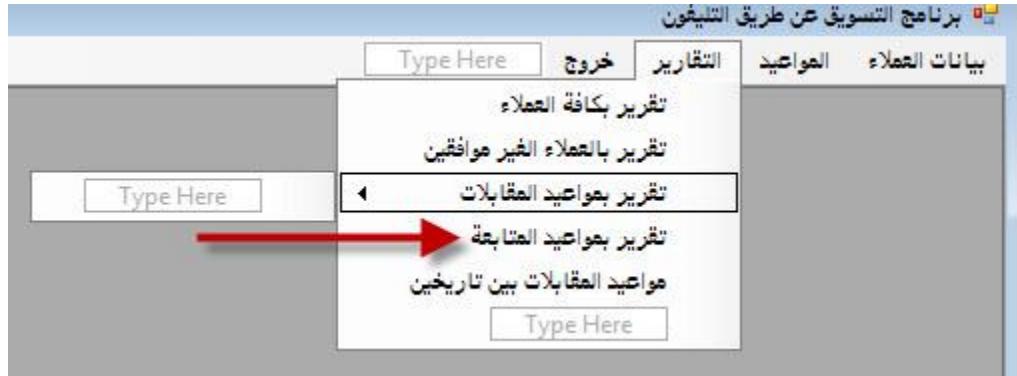 برنامج التسويق عن طريق التليفون
بيانات العملاء المواعيد التقارير خروج Type Here
تقرير بكافة العملاء
تقرير بالعملاء الغير موافقين
تقرير بمواعيد المقابلات
Type Here
تقرير بمواعيد المتابعة
مواعيد المقابلات بين تاريخين
Type Here